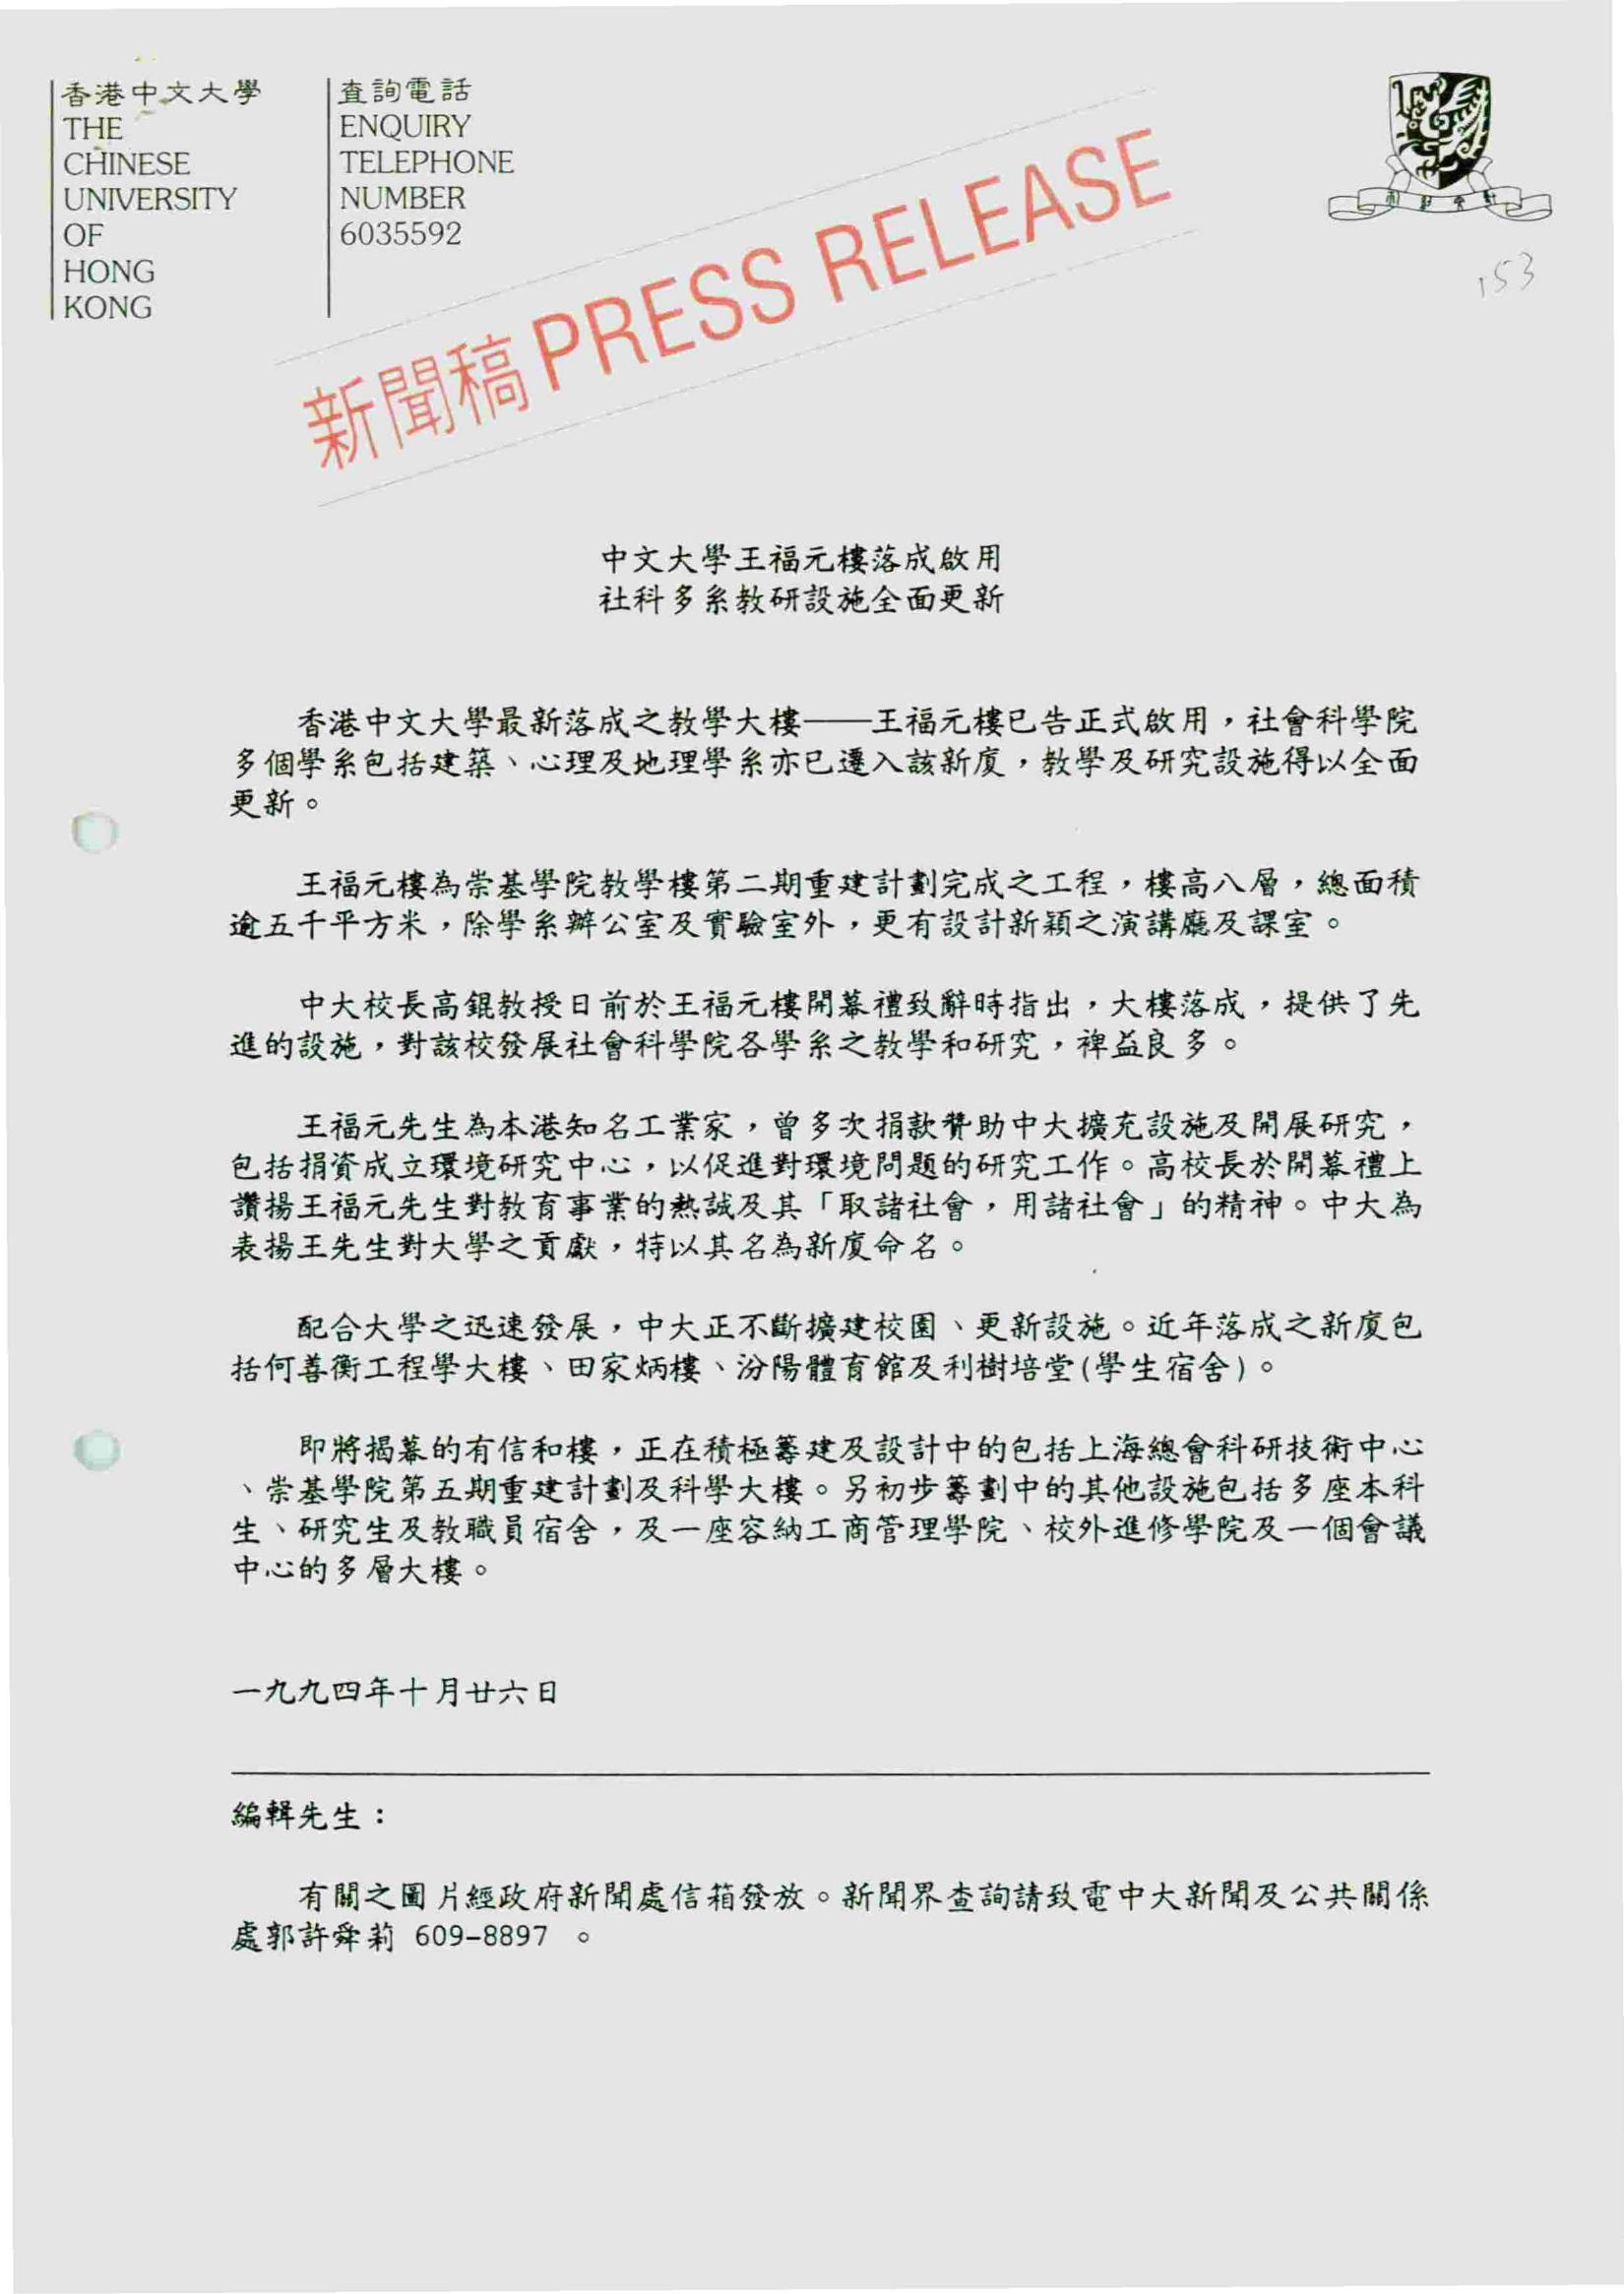 香港中文大學
THE
CHINESE
UNIVERSITY
OF
HONG
KONG
查詢電話
ENQUIRY
TELEPHONE
NUMBER
6035592
新聞稿 PRESS RELEASE
153
中文大學王福元樓落成啟用
社科多系教研設施全面更新
香港中文大學最新落成之教學大樓——王福元樓已告正式啟用，社會科學院
多個學系包括建築、心理及地理學系亦已遷入該新廈，教學及研究設施得以全面
更新。
王福元樓為崇基學院教學樓第二期重建計劃完成之工程，樓高八層，總面積
逾五千平方米，除學系辦公室及實驗室外，更有設計新穎之演講廳及課室。
中大校長高錕教授日前於王福元樓開幕禮致辭時指出，大樓落成，提供了先
進的設施，對該校發展社會科學院各學系之教學和研究，裨益良多。
王福元先生為本港知名工業家，曾多次捐款贊助中大擴充設施及開展研究，
包括捐資成立環境研究中心，以促進對環境問題的研究工作。高校長於開幕禮上
讚揚王福元先生對教育事業的熱誠及其「取諸社會，用諸社會」的精神。中大為
表揚王先生對大學之貢獻，特以其名為新廈命名。
配合大學之迅速發展，中大正不斷擴建校園、更新設施。近年落成之新廈包
括何善衡工程學大樓、田家炳樓、汾陽體育館及利樹培堂(學生宿舍)。
即將揭幕的有信和樓，正在積極籌建及設計中的包括上海總會科研技術中心
、崇基學院第五期重建計劃及科學大樓。另初步籌劃中的其他設施包括多座本科
生、研究生及教職員宿舍，及一座容納工商管理學院、校外進修學院及一個會議
中心的多層大樓。
一九九四年十月廿六日
編輯先生：
有關之圖片經政府新聞處信箱發放。新聞界查詢請致電中大新聞及公共關係
處郭許舜莉 609-8897 。